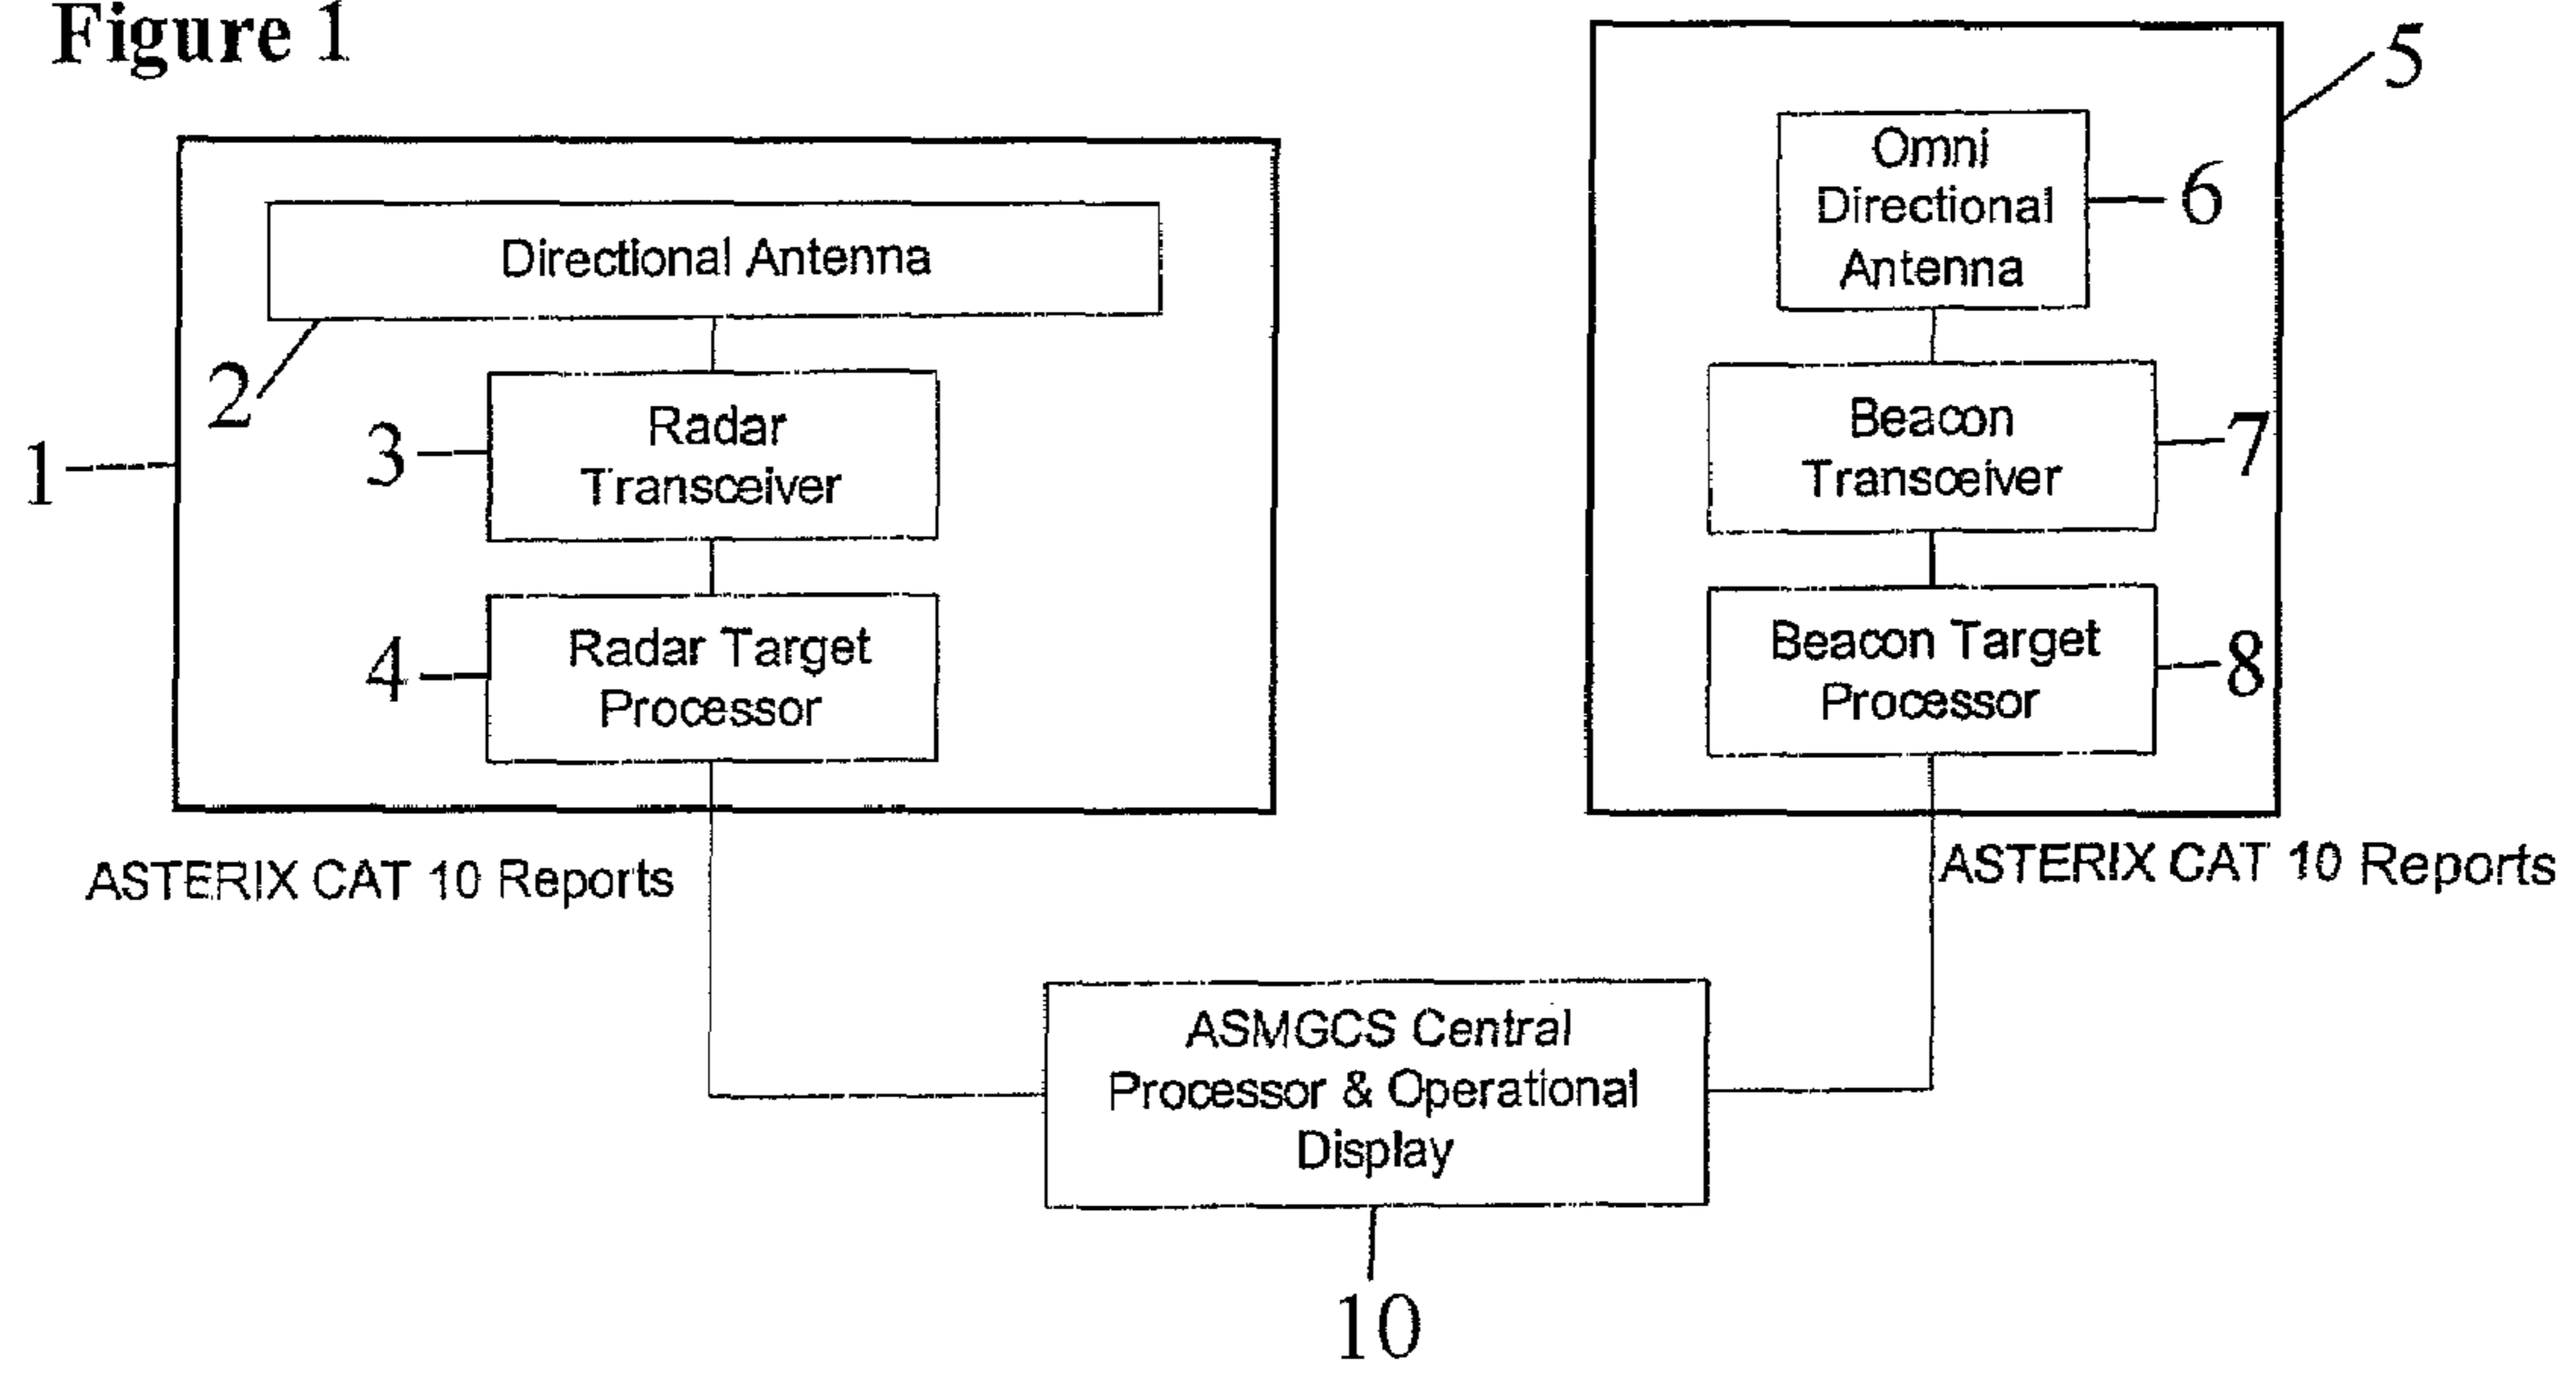 Figure 1
Directional Antenna
2
Radar
Transceiver
3
1
Radar Target
Processor
4
ASTERIX CAT 10 Reports
5
Omni
Directional
Antenna
6
Beacon
Transceiver
7
Beacon Target
Processor
8
ASTERIX CAT 10 Reports
ASMGCS Central
Processor & Operational
Display
10